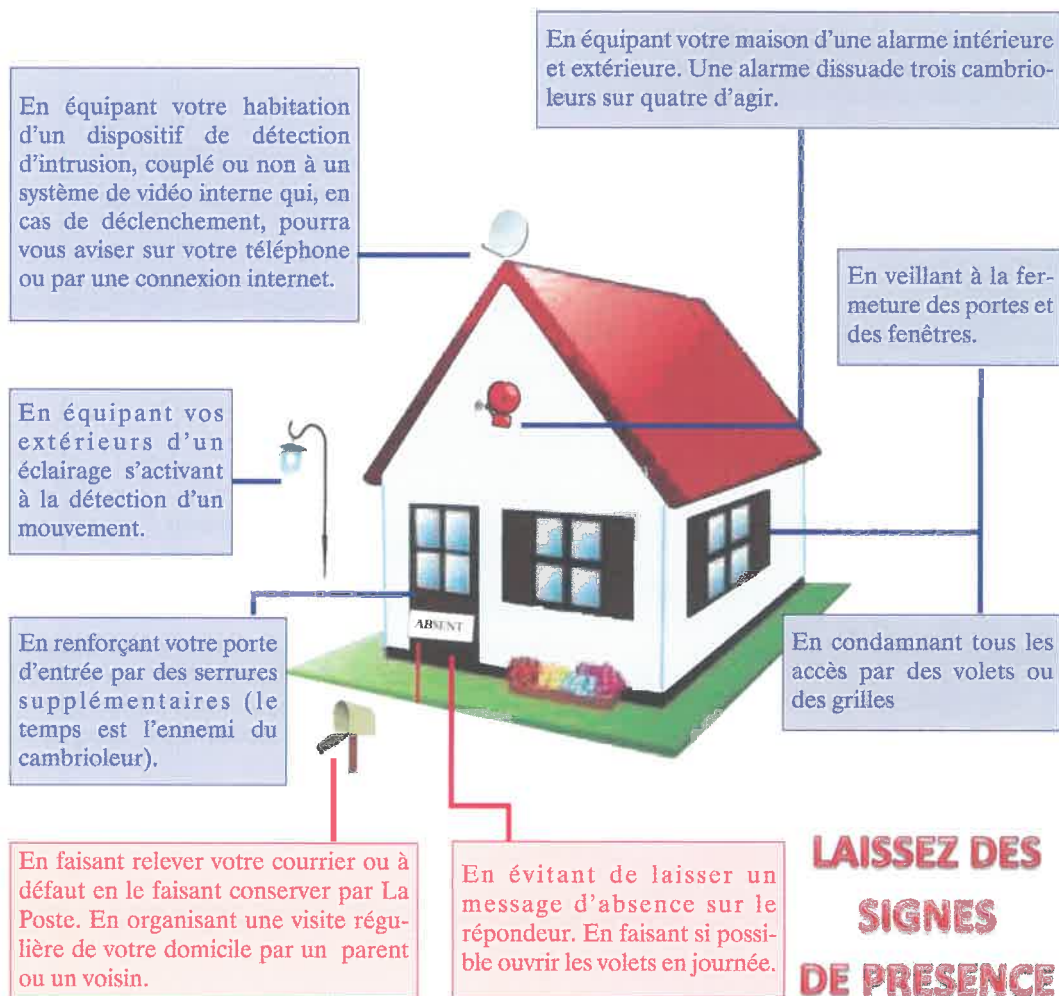 En équipant votre maison d'une alarme intérieure
et extérieure. Une alarme dissuade trois cambrio-
leurs sur quatre d'agir.
En équipant votre habitation
d'un dispositif de détection
d'intrusion, couplé ou non à un
système de vidéo interne qui, en
cas de déclenchement, pourra
vous aviser sur votre téléphone
ou par une connexion internet.
En veillant à la fer-
meture des portes et
des fenêtres.
En équipant vos
extérieurs d'un
éclairage s'activant
à la détection d'un
mouvement.
ABSENT
En renforçant votre porte
d'entrée par des serrures
supplémentaires (le
temps est l'ennemi du
cambrioleur).
En condamnant tous les
accès par des volets ou
des grilles
En faisant relever votre courrier ou à
défaut en le faisant conserver par La
Poste. En organisant une visite régu-
lière de votre domicile par un parent
ou un voisin.
En évitant de laisser un
message d'absence sur le
répondeur. En faisant si possi-
ble ouvrir les volets en journée.
LAISSEZ DES
SIGNES
DE PRESENCE